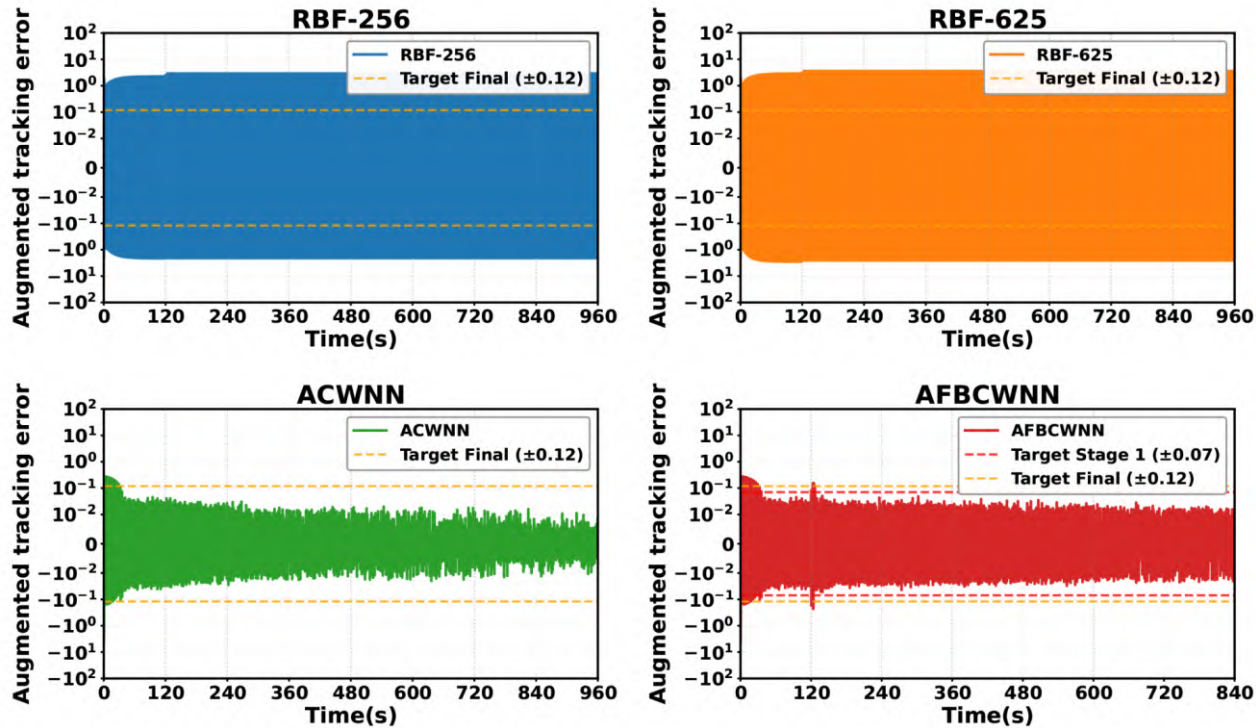 RBF-256
Augmented tracking error
10²
10¹
10⁰
10⁻¹
10⁻²
0
−10⁻²
−10⁻¹
−10⁰
−10¹
−10²
RBF-256
Target Final (±0.12)
0 120 240 360 480 600 720 840 960
Time(s)
RBF-625
Augmented tracking error
10²
10¹
10⁰
10⁻¹
10⁻²
0
−10⁻²
−10⁻¹
−10⁰
−10¹
−10²
RBF-625
Target Final (±0.12)
0 120 240 360 480 600 720 840 960
Time(s)
ACWNN
Augmented tracking error
10²
10¹
10⁰
10⁻¹
10⁻²
0
−10⁻²
−10⁻¹
−10⁰
−10¹
−10²
ACWNN
Target Final (±0.12)
0 120 240 360 480 600 720 840 960
Time(s)
AFBCWNN
Augmented tracking error
10²
10¹
10⁰
10⁻¹
10⁻²
0
−10⁻²
−10⁻¹
−10⁰
−10¹
−10²
AFBCWNN
Target Stage 1 (±0.07)
Target Final (±0.12)
0 120 240 360 480 600 720 840
Time(s)